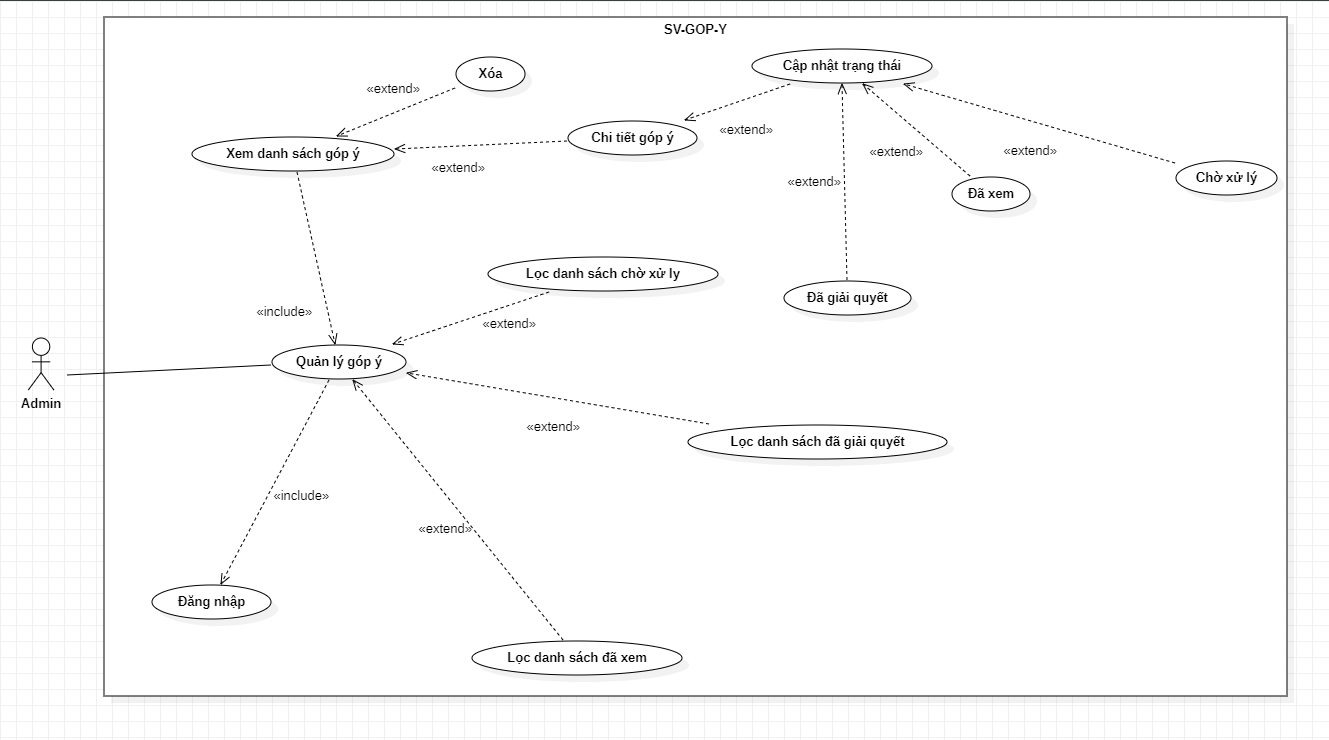 SV-GOP-Y
Xóa
Cập nhật trạng thái
«extend»
Chi tiết góp ý
«extend»
Xem danh sách góp ý
«extend»
«extend»
«extend»
Chờ xử lý
«extend»
Đã xem
Lọc danh sách chờ xử ly
Đã giải quyết
«include»
«extend»
Quản lý góp ý
Admin
«extend»
Lọc danh sách đã giải quyết
«include»
«extend»
Đăng nhập
Lọc danh sách đã xem